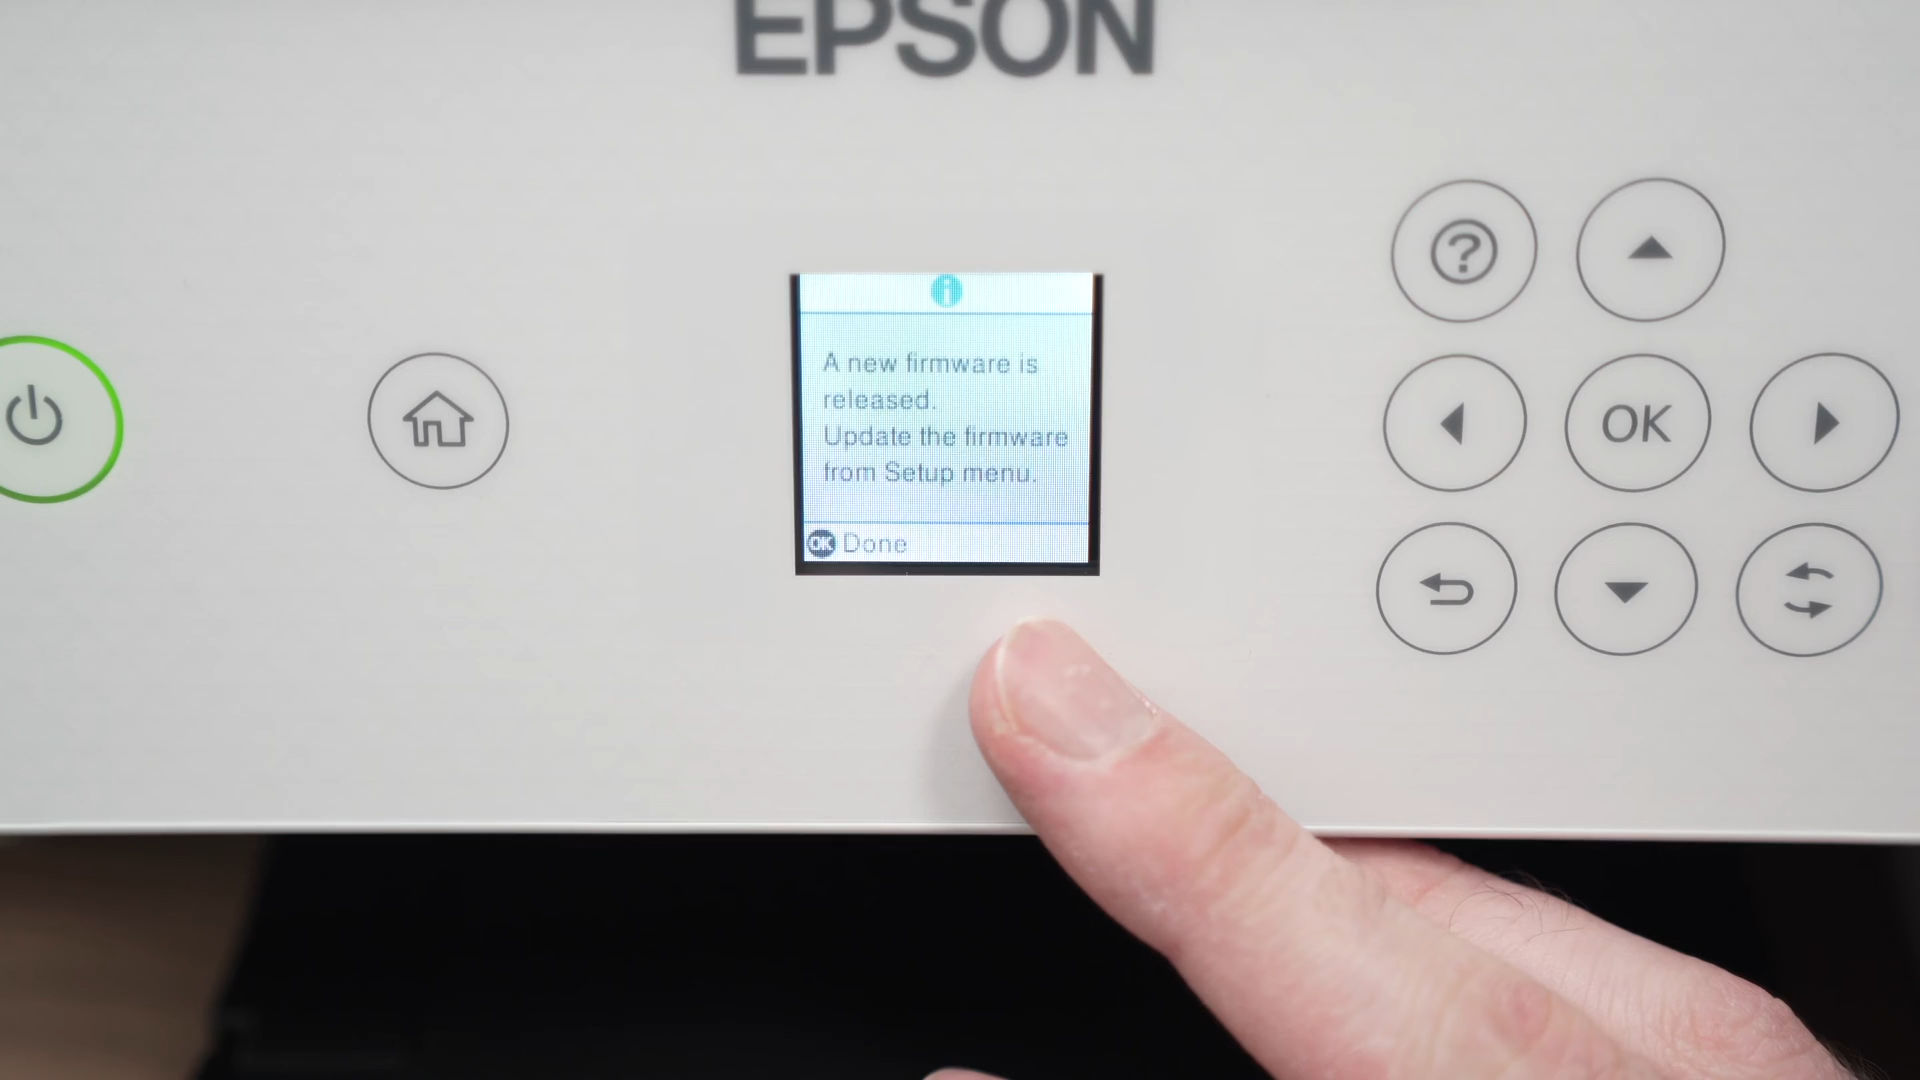 EPSON
A new firmware is
released.
Update the firmware
from Setup menu.
OK Done
OK